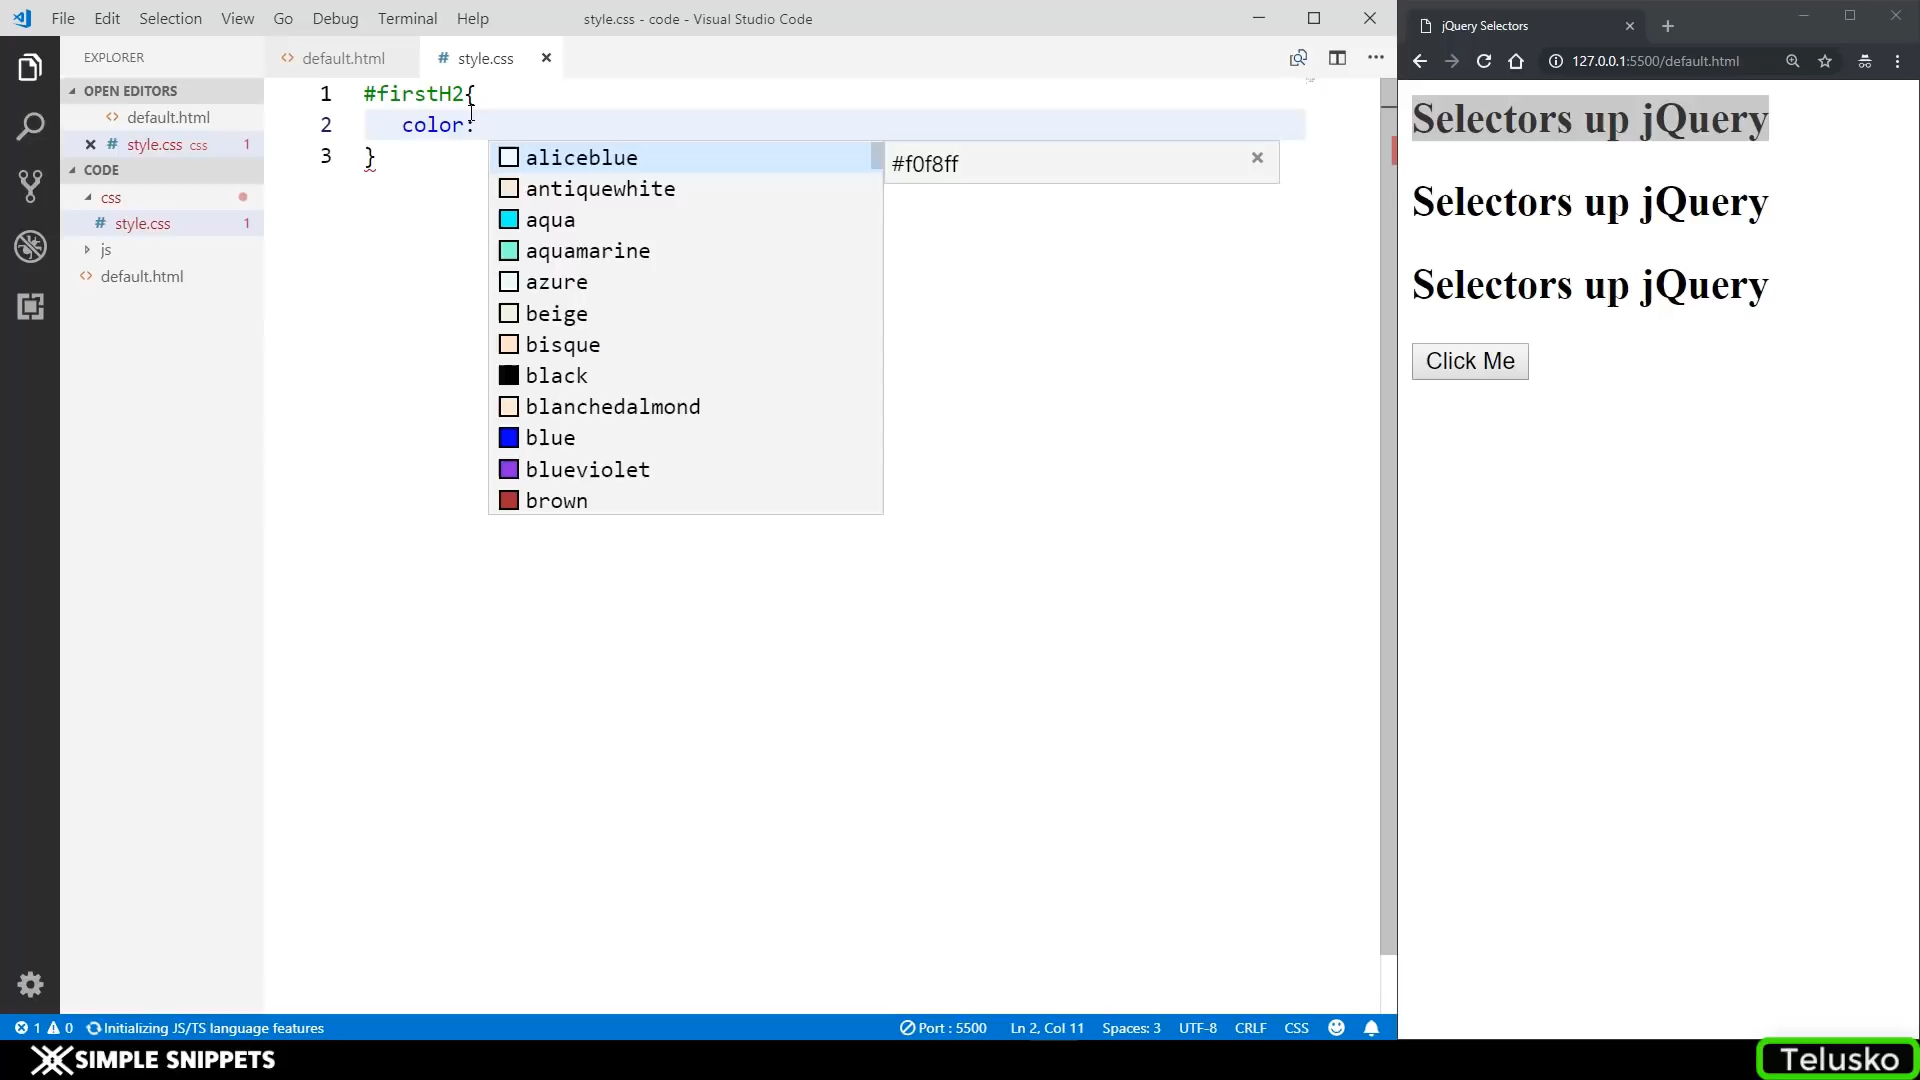 File Edit Selection View Go Debug Terminal Help
style.css - code - Visual Studio Code
jQuery Selectors
127.0.0.1:5500/default.html
EXPLORER
OPEN EDITORS
default.html
style.css css 1
CODE
css
style.css 1
js
default.html
default.html
style.css
1 #firstH2{
2 color:
3 }
aliceblue
antiquewhite
aqua
aquamarine
azure
beige
bisque
black
blanchedalmond
blue
blueviolet
brown
#f0f8ff
Selectors up jQuery
Selectors up jQuery
Selectors up jQuery
Click Me
1 0 Initializing JS/TS language features
Port : 5500 Ln 2, Col 11 Spaces: 3 UTF-8 CRLF CSS
SIMPLE SNIPPETS
Telusko